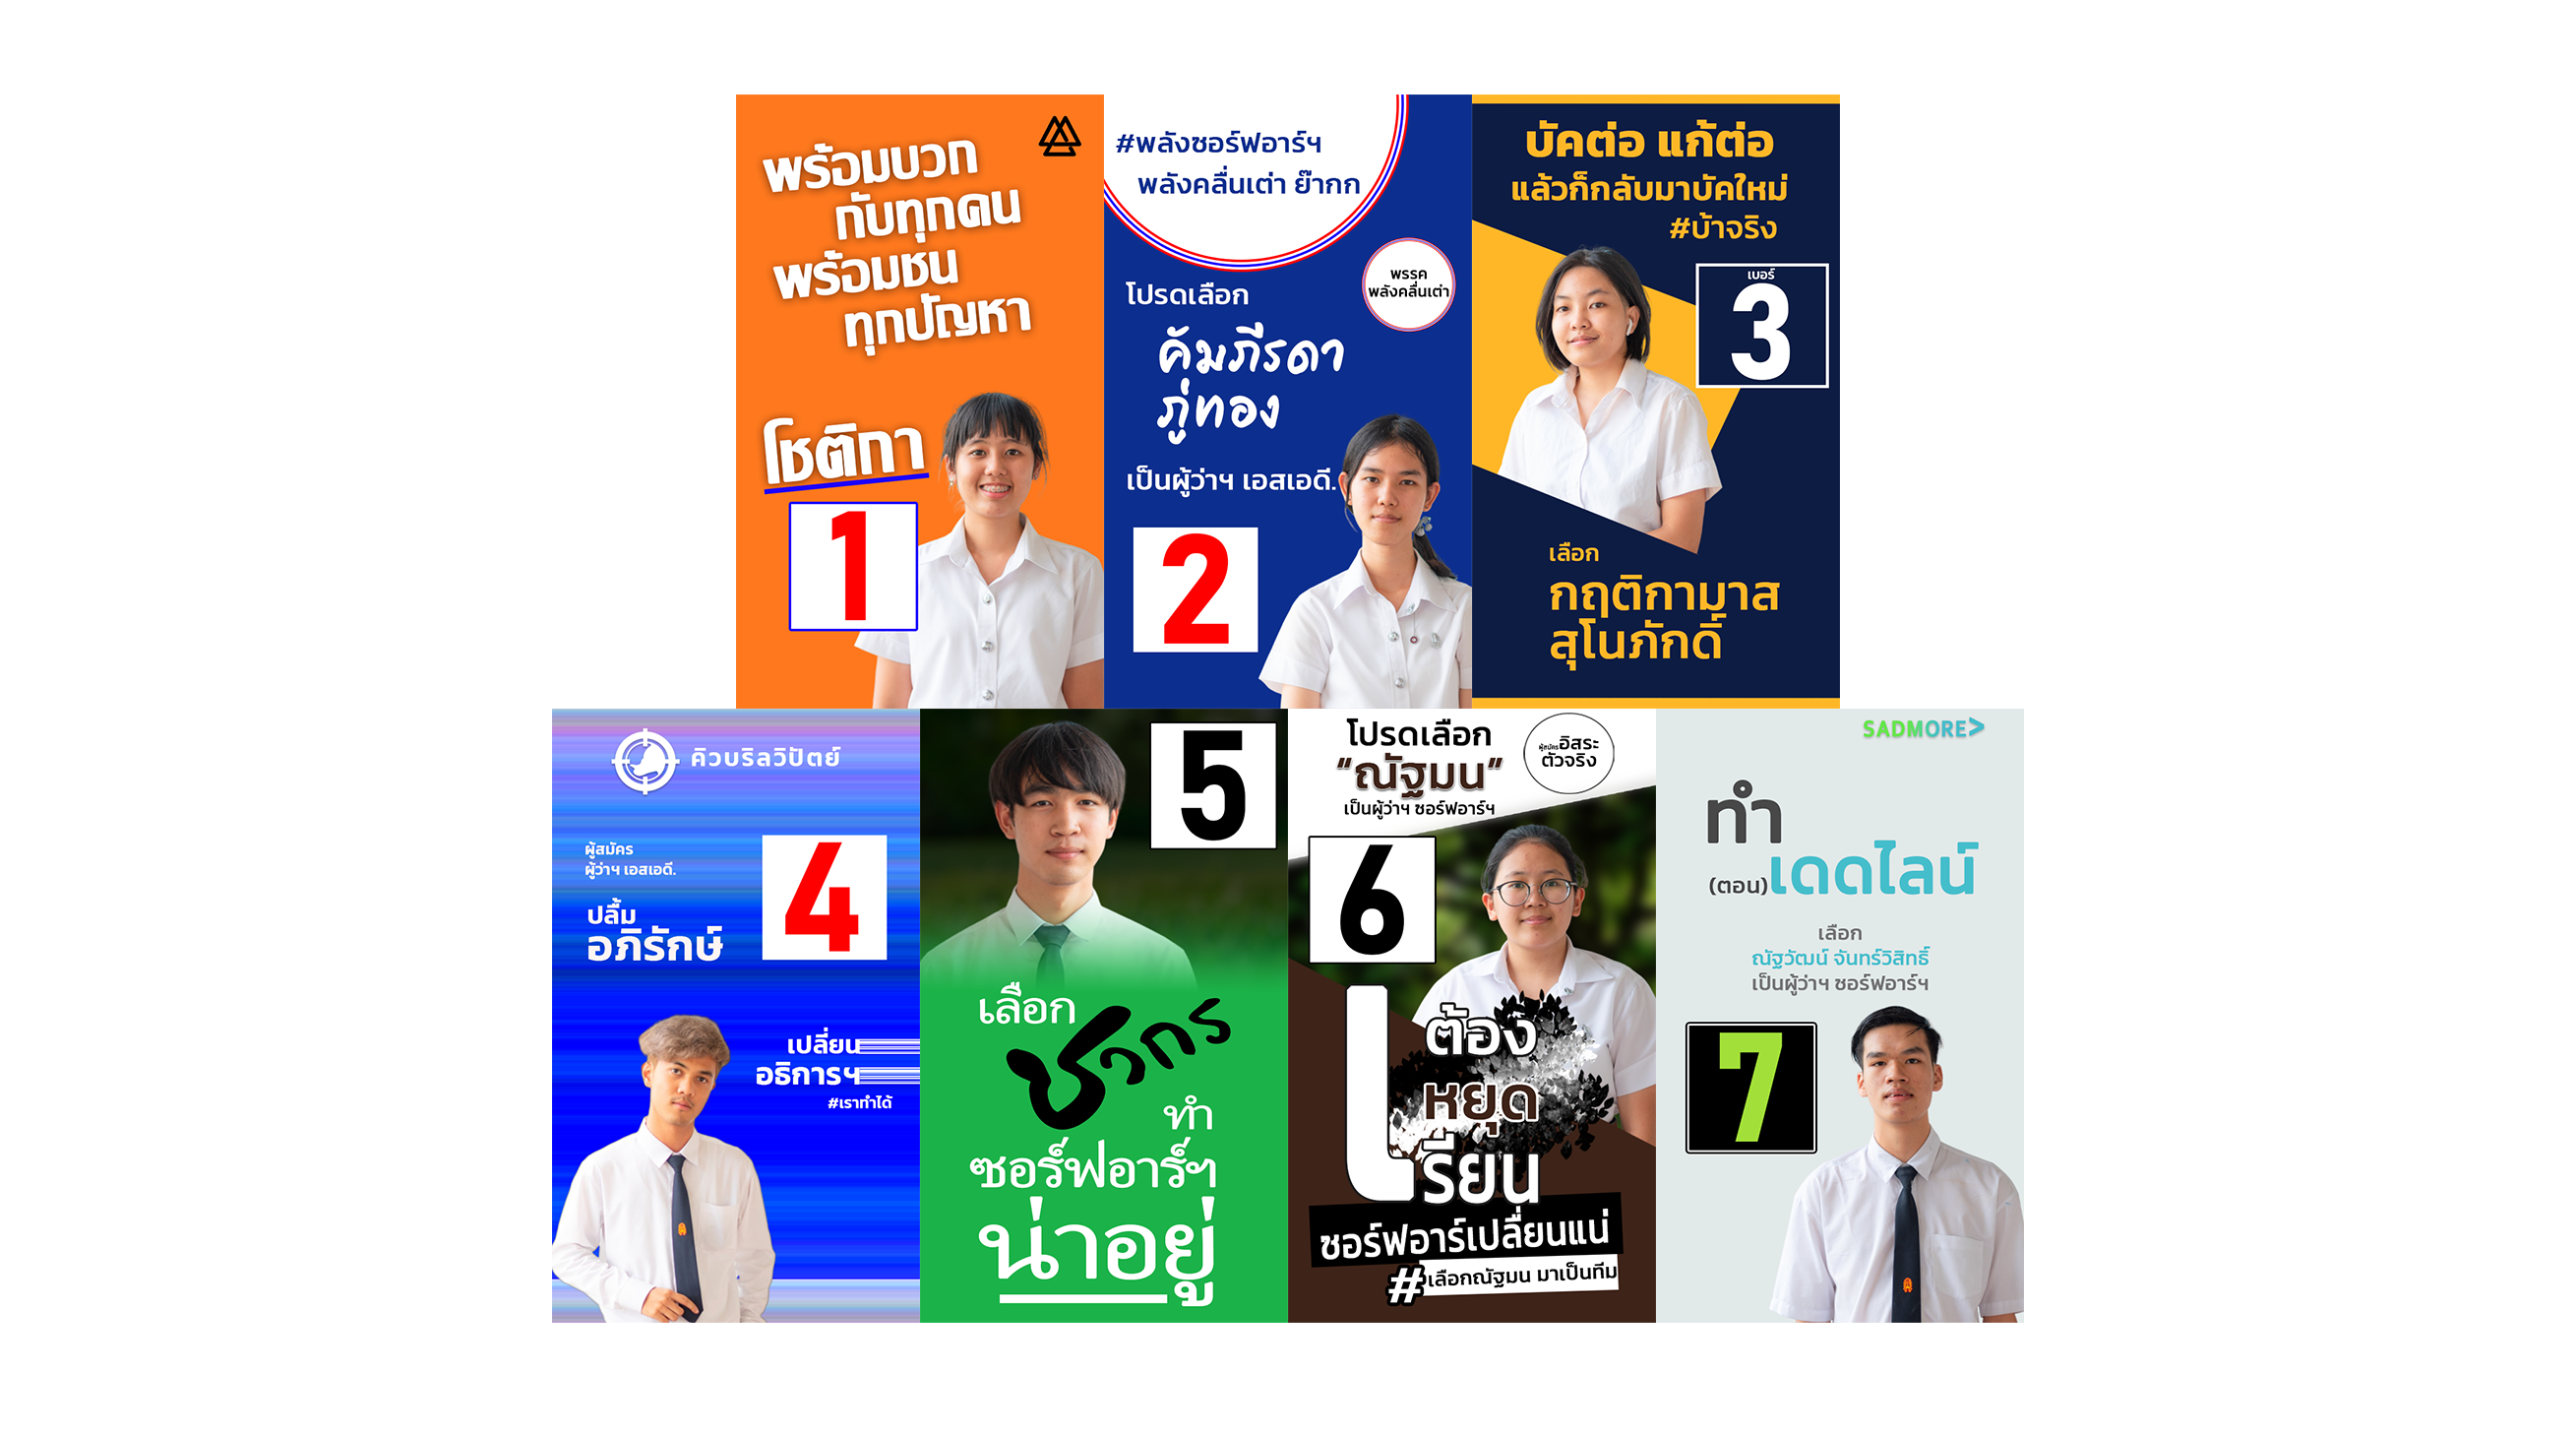 พร้อมบวก
กับทุกคน
พร้อมชน
ทุกปัญหา
โชติกา
1
#พลังซอร์ฟอาร์ฯ
พลังคลื่นเต่า ย๊ากก
พรรค
พลังคลื่นเต่า
โปรดเลือก
คัมภีรดา
ภู่ทอง
เป็นผู้ว่าฯ เอสเอดี.
2
บัคต่อ แก้ต่อ
แล้วก็กลับมาบัคใหม่
#บ้าจริง
เบอร์
3
เลือก
กฤติกามาส
สุโนภักดิ์
คิวบริลวิปัตย์
ผู้สมัคร
ผู้ว่าฯ เอสเอดี.
4
ปลื้ม
อภิรักษ์
เปลี่ยน
อธิการฯ
#เราทำได้
5
เลือก
ชวกร
ทำ
ซอร์ฟอาร์ฯ
น่าอยู่
โปรดเลือก
“ณัฐมน”
เป็นผู้ว่าฯ ซอร์ฟอาร์ฯ
ผู้สมัครอิสระ
ตัวจริง
6
ต้อง
หยุด
เรียน
ซอร์ฟอาร์เปลี่ยนแน่
#เลือกณัฐมน มาเป็นทีม
SADMORE>
ทำ
(ตอน)เดดไลน์
เลือก
ณัฐวัฒน์ จันทร์วิสิทธิ์
เป็นผู้ว่าฯ ซอร์ฟอาร์ฯ
7